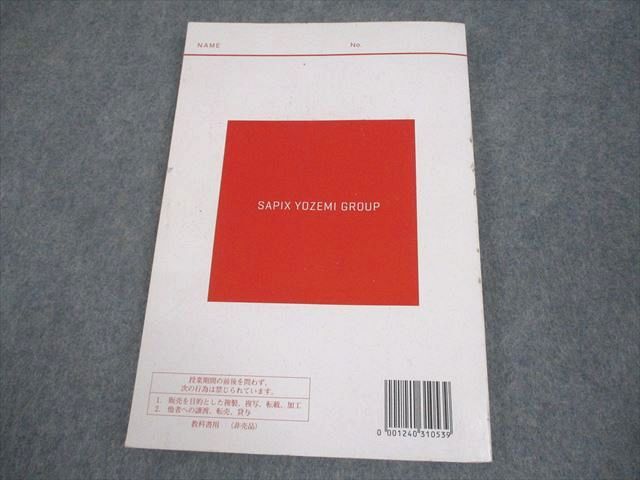 NAME No.
SAPIX YOZEMI GROUP
授業期間の前後を問わず、
次の行為は禁じられています。
1. 販売を目的とした複製、複写、転載、加工
2. 他者への譲渡、転売、貸与
教科書用 （非売品）
0 001240 310539